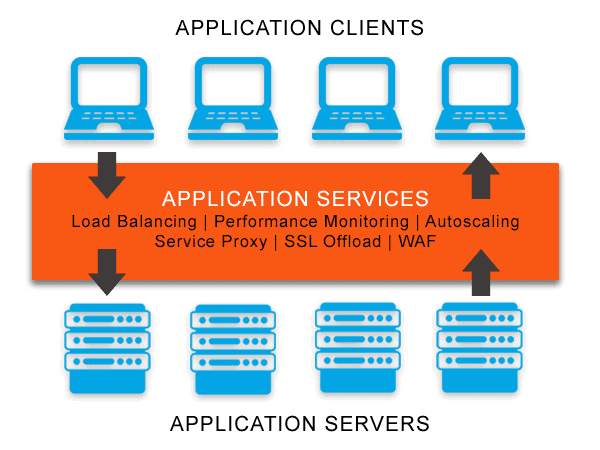 APPLICATION CLIENTS
APPLICATION SERVICES
Load Balancing | Performance Monitoring | Autoscaling
Service Proxy | SSL Offload | WAF
APPLICATION SERVERS